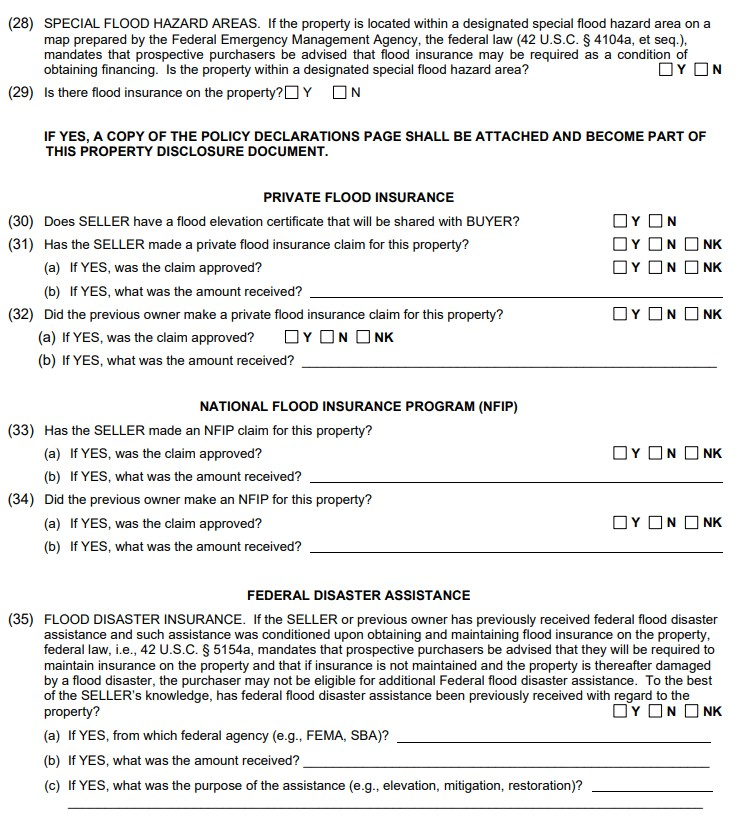 (28) SPECIAL FLOOD HAZARD AREAS. If the property is located within a designated special flood hazard area on a
map prepared by the Federal Emergency Management Agency, the federal law (42 U.S.C. § 4104a, et seq.),
mandates that prospective purchasers be advised that flood insurance may be required as a condition of
obtaining financing. Is the property within a designated special flood hazard area? ☐ Y ☐ N
(29) Is there flood insurance on the property? ☐ Y ☐ N
IF YES, A COPY OF THE POLICY DECLARATIONS PAGE SHALL BE ATTACHED AND BECOME PART OF
THIS PROPERTY DISCLOSURE DOCUMENT.
PRIVATE FLOOD INSURANCE
(30) Does SELLER have a flood elevation certificate that will be shared with BUYER? ☐ Y ☐ N
(31) Has the SELLER made a private flood insurance claim for this property? ☐ Y ☐ N ☐ NK
(a) If YES, was the claim approved? ☐ Y ☐ N ☐ NK
(b) If YES, what was the amount received? ____________
(32) Did the previous owner make a private flood insurance claim for this property? ☐ Y ☐ N ☐ NK
(a) If YES, was the claim approved? ☐ Y ☐ N ☐ NK
(b) If YES, what was the amount received? ____________
NATIONAL FLOOD INSURANCE PROGRAM (NFIP)
(33) Has the SELLER made an NFIP claim for this property?
(a) If YES, was the claim approved? ☐ Y ☐ N ☐ NK
(b) If YES, what was the amount received? ____________
(34) Did the previous owner make an NFIP for this property?
(a) If YES, was the claim approved? ☐ Y ☐ N ☐ NK
(b) If YES, what was the amount received? ____________
FEDERAL DISASTER ASSISTANCE
(35) FLOOD DISASTER INSURANCE. If the SELLER or previous owner has previously received federal flood disaster
assistance and such assistance was conditioned upon obtaining and maintaining flood insurance on the property,
federal law, i.e., 42 U.S.C. § 5154a, mandates that prospective purchasers be advised that they will be required to
maintain insurance on the property and that if insurance is not maintained and the property is thereafter damaged
by a flood disaster, the purchaser may not be eligible for additional Federal flood disaster assistance. To the best
of the SELLER's knowledge, has federal flood disaster assistance been previously received with regard to the
property? ☐ Y ☐ N ☐ NK
(a) If YES, from which federal agency (e.g., FEMA, SBA)? ____________
(b) If YES, what was the amount received? ____________
(c) If YES, what was the purpose of the assistance (e.g., elevation, mitigation, restoration)? ____________